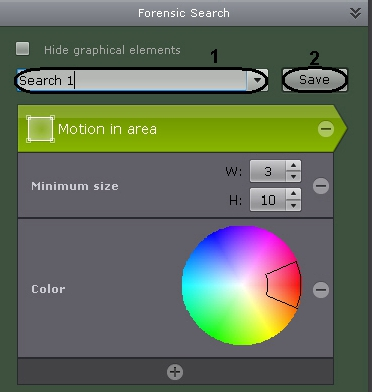 Forensic Search
Hide graphical elements
1
2
Search 1
Save
Motion in area
Minimum size
W: 3
H: 10
Color